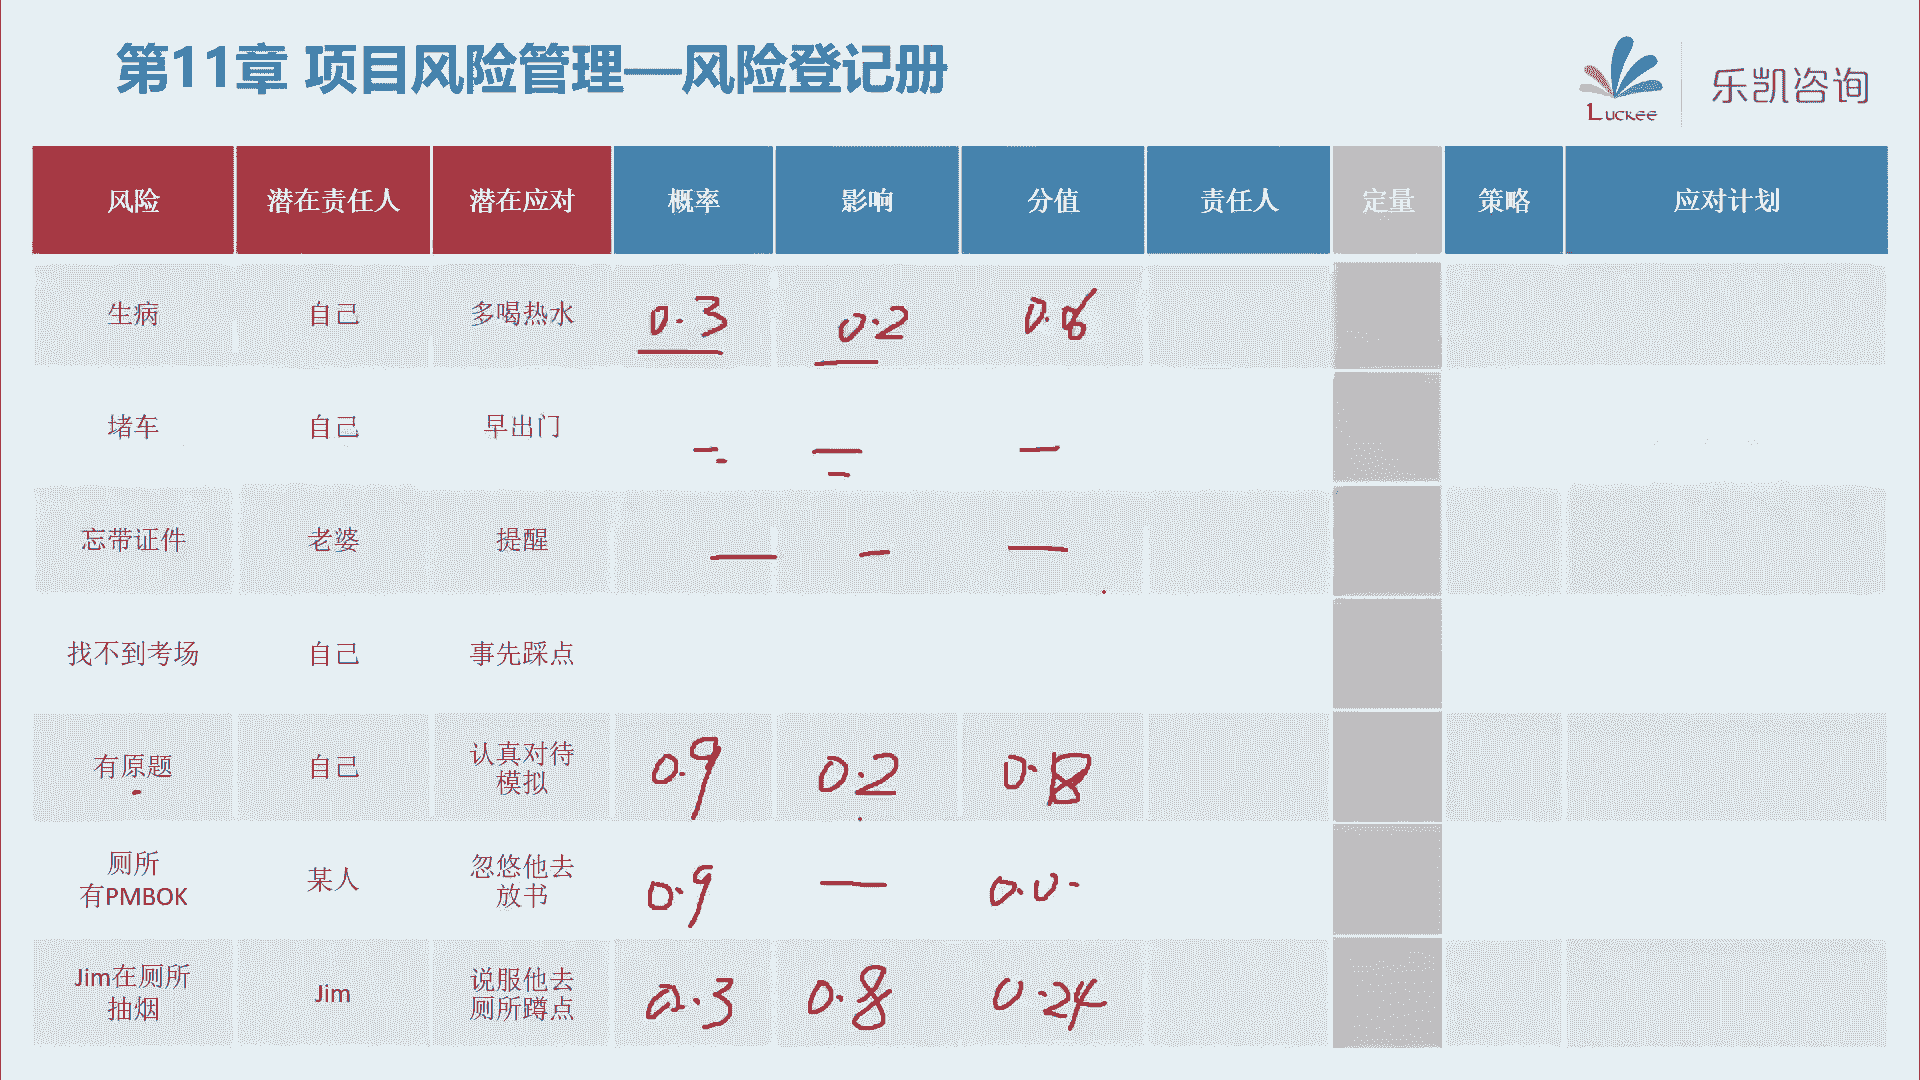 第11章 项目风险管理—风险登记册
Luckee
乐凯咨询
风险 潜在责任人 潜在应对 概率 影响 分值 责任人 定量 策略 应对计划
生病 自己 多喝热水 0.3 0.2
堵车 自己 早出门
忘带证件 老婆 提醒
找不到考场 自己 事先踩点
有原题 自己 认真对待
模拟 0.9 0.2
厕所
有PMBOK 某人 忽悠他去
放书 0.9
Jim在厕所
抽烟 Jim 说服他去
厕所蹲点 0.3 0.8 0.24